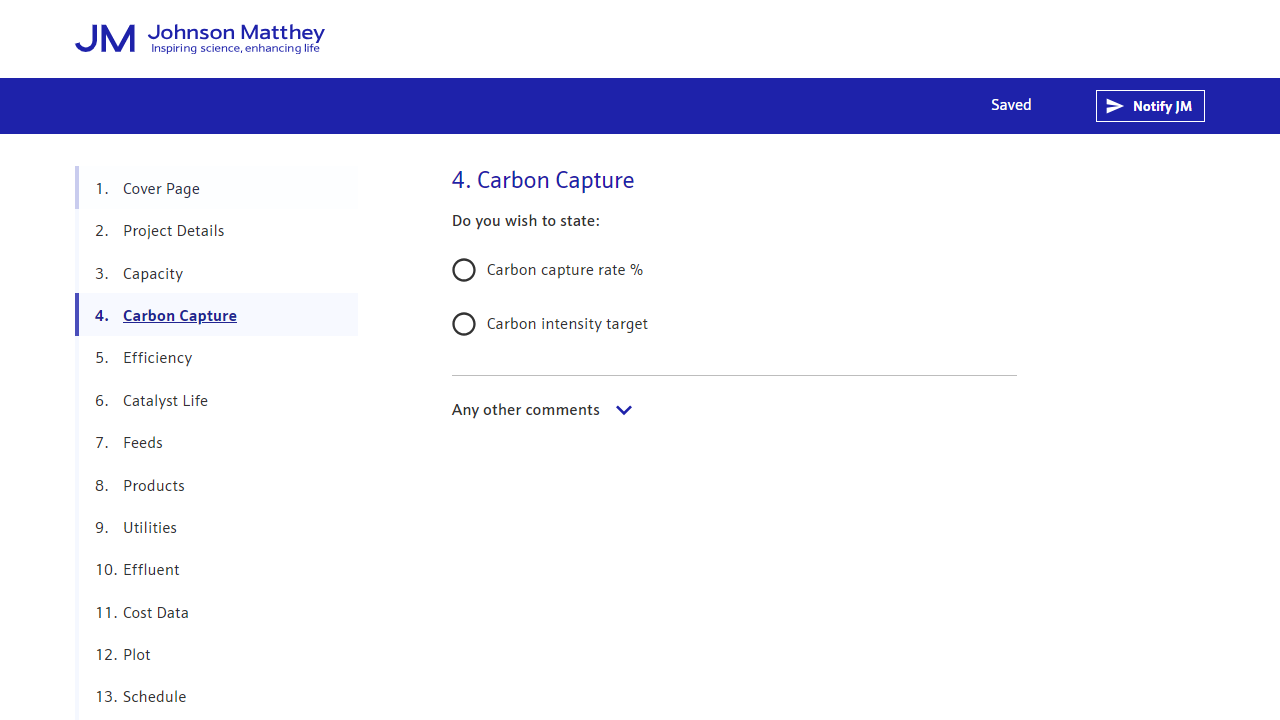 JM Johnson Matthey
Inspiring science, enhancing life
Saved
Notify JM
1. Cover Page
2. Project Details
3. Capacity
4. Carbon Capture
5. Efficiency
6. Catalyst Life
7. Feeds
8. Products
9. Utilities
10. Effluent
11. Cost Data
12. Plot
13. Schedule
4. Carbon Capture
Do you wish to state:
Carbon capture rate %
Carbon intensity target
Any other comments